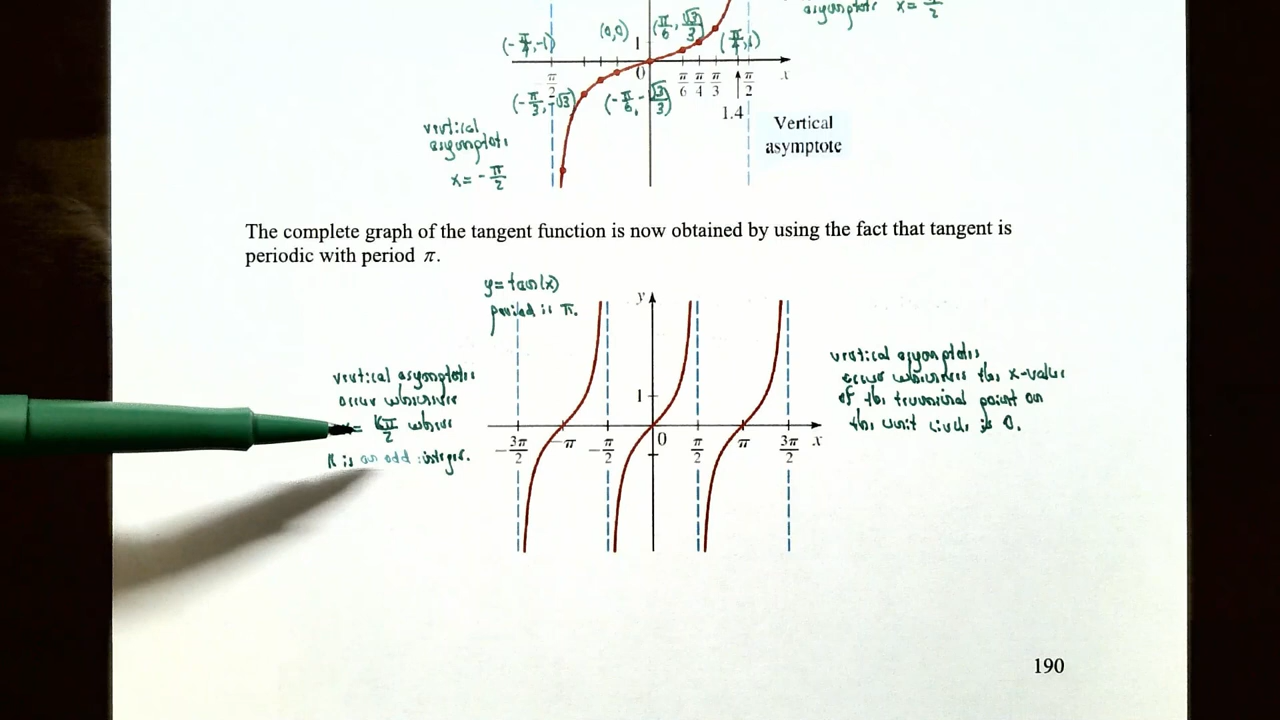 asymptote x = π/2
(0,0) (π/6, √3/3)
(-π/4, -1) (π/4, 1)
1
0 π/6 π/4 π/3 π/2 x
π/2
(-π/3, -√3) (-π/6, -√3/3)
1.4
vertical
asymptote
x = -π/2
Vertical
asymptote
The complete graph of the tangent function is now obtained by using the fact that tangent is
periodic with period π.
y = tan(x)
period is π.
y
1
-3π/2 -π -π/2 0 π/2 π 3π/2 x
vertical asymptotes
occur whenever
x = kπ/2 where
k is an odd integer.
vertical asymptotes
occur whenever the x-value
of the terminal point on
the unit circle is 0.
190